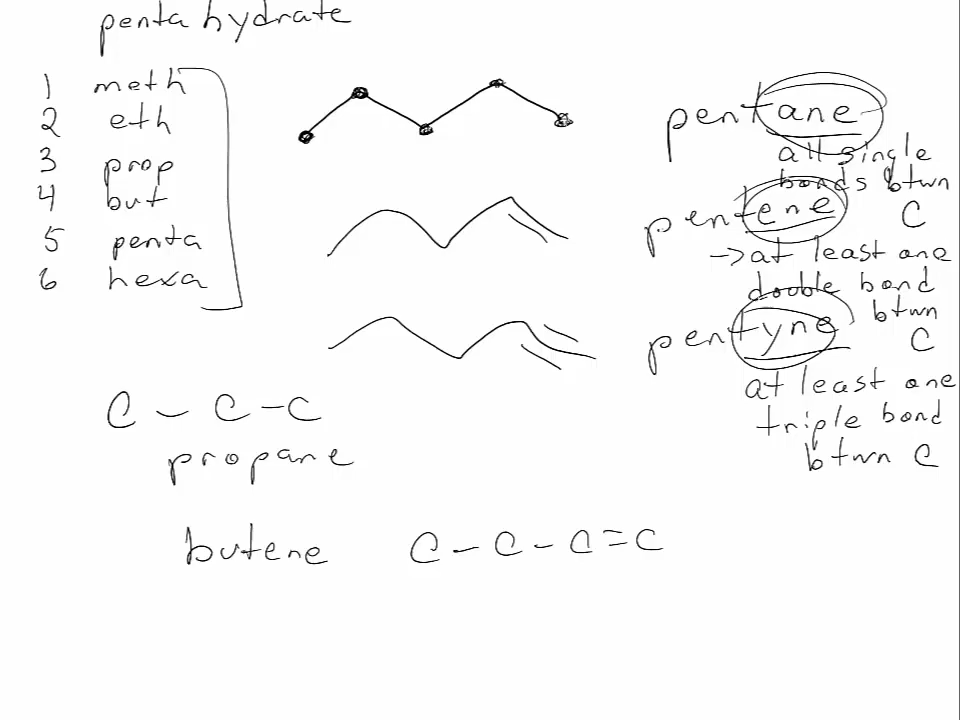 penta hydrate
1 meth
2 eth
3 prop
4 but
5 penta
6 hexa
pentane
all single
bonds btwn
C
pentene
→ at least one
double bond
btwn
C
pentyne
at least one
triple bond
btwn C
C - C - C
propane
butene C - C - C = C